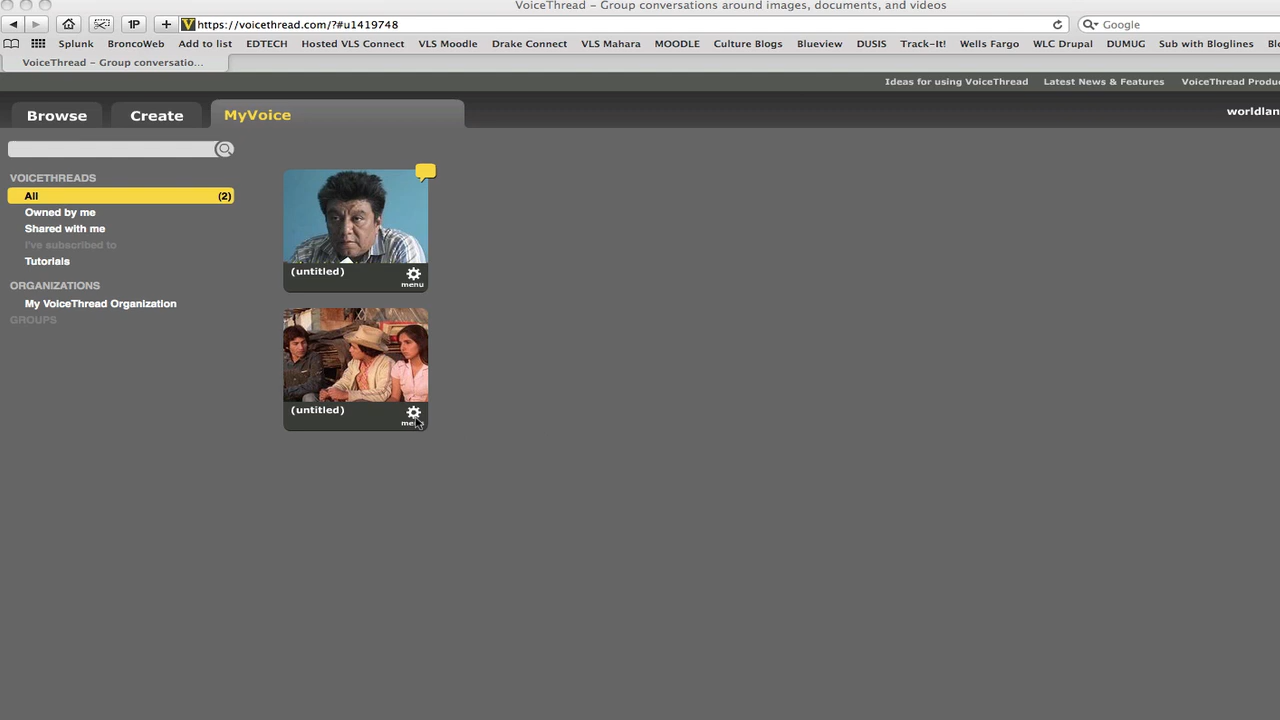 VoiceThread – Group conversations around images, documents, and videos
1P
+
V
https://voicethread.com/?#u1419748
Google
Splunk BroncoWeb Add to list EDTECH Hosted VLS Connect VLS Moodle Drake Connect VLS Mahara MOODLE Culture Blogs Blueview DUSIS Track-It! Wells Fargo WLC Drupal DUMUG Sub with Bloglines
VoiceThread – Group conversatio...
Ideas for using VoiceThread Latest News & Features VoiceThread Produ
Browse Create MyVoice
worldlan
VOICETHREADS
All (2)
Owned by me
Shared with me
I've subscribed to
Tutorials
ORGANIZATIONS
My VoiceThread Organization
GROUPS
(untitled)
menu
(untitled)